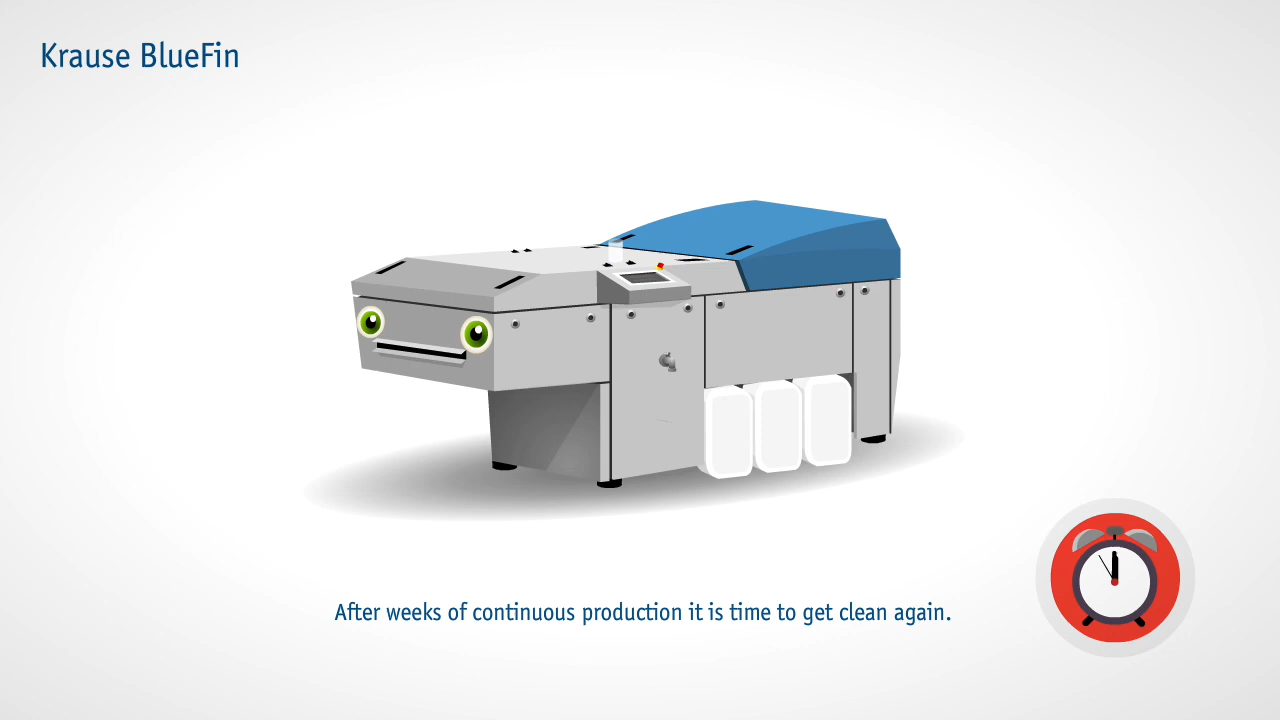 Krause BlueFin
After weeks of continuous production it is time to get clean again.